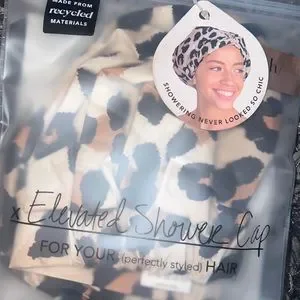 MADE FROM
recycled
MATERIALS
SHOWERING NEVER LOOKED SO CHIC
x Elevated Shower Cap
FOR YOUR (perfectly styled) HAIR